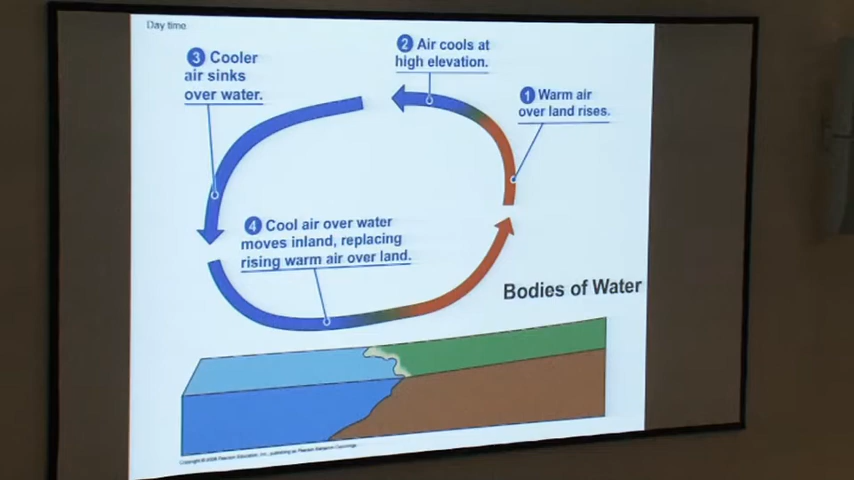 Day time
3 Cooler
air sinks
over water.
2 Air cools at
high elevation.
1 Warm air
over land rises.
4 Cool air over water
moves inland, replacing
rising warm air over land.
Bodies of Water
Copyright © 2008 Pearson Education, Inc., publishing as Pearson Benjamin Cummings